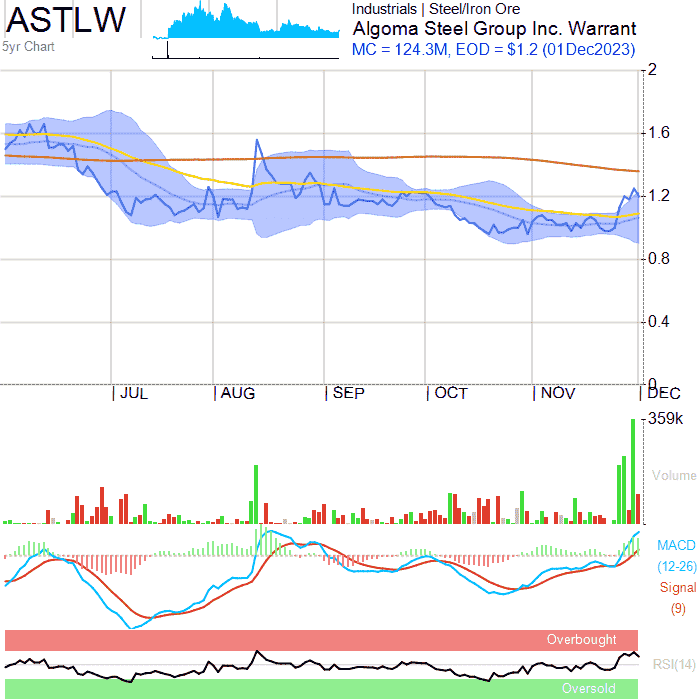 ASTLW
5yr Chart
Industrials | Steel/Iron Ore
Algoma Steel Group Inc. Warrant
MC = 124.3M, EOD = $1.2 (01Dec2023)
2
1.6
1.2
0.8
0.4
0
JUL AUG SEP OCT NOV DEC
359k
Volume
MACD
(12-26)
Signal
(9)
Overbought
RSI(14)
Oversold